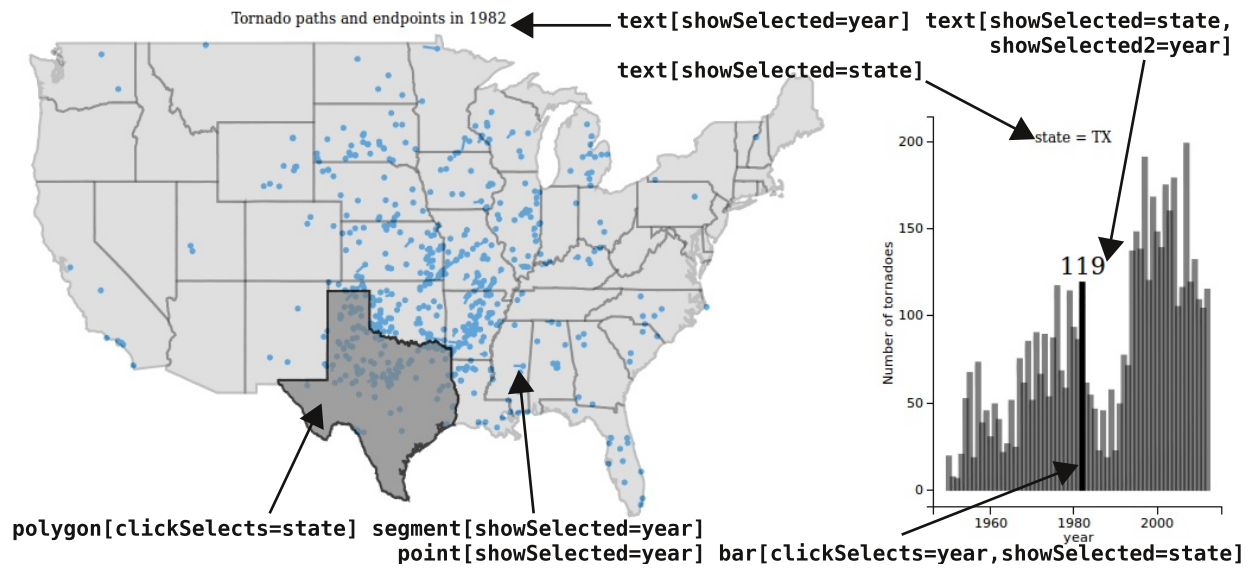 Tornado paths and endpoints in 1982
text[showSelected=year]
text[showSelected=state,
showSelected2=year]
text[showSelected=state]
state = TX
119
Number of tornadoes
200
150
100
50
0
1960
1980
2000
year
polygon[clickSelects=state]
segment[showSelected=year]
point[showSelected=year]
bar[clickSelects=year,showSelected=state]